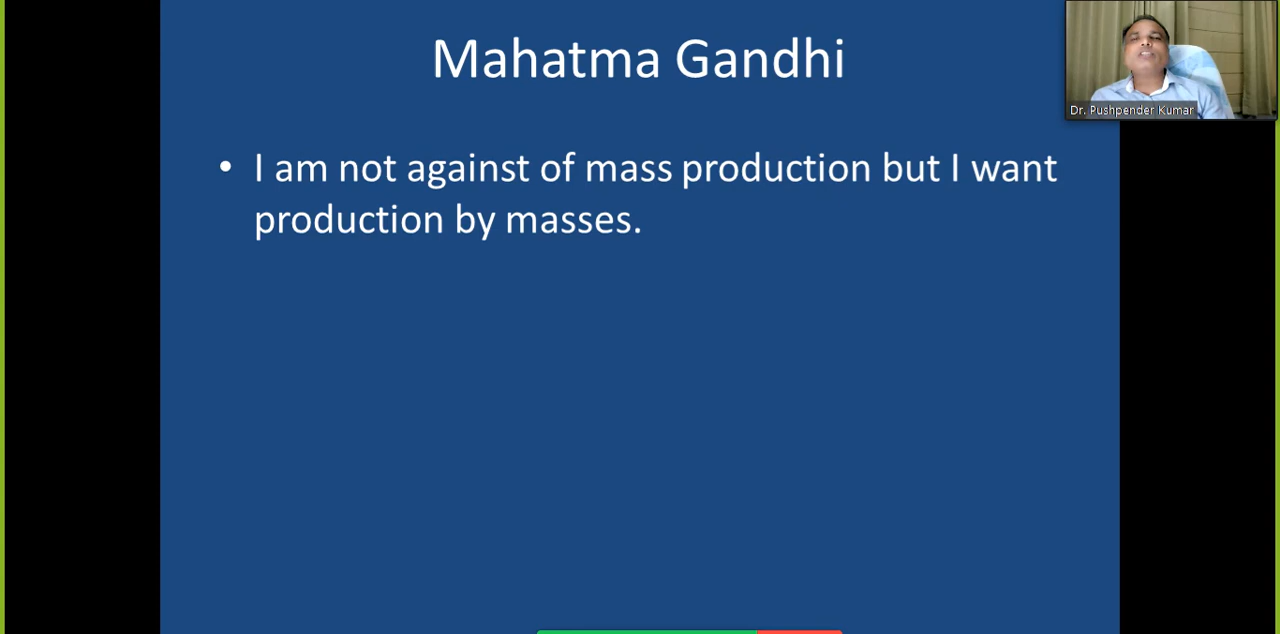 Mahatma Gandhi
Dr. Pushpender Kumar
• I am not against of mass production but I want
production by masses.